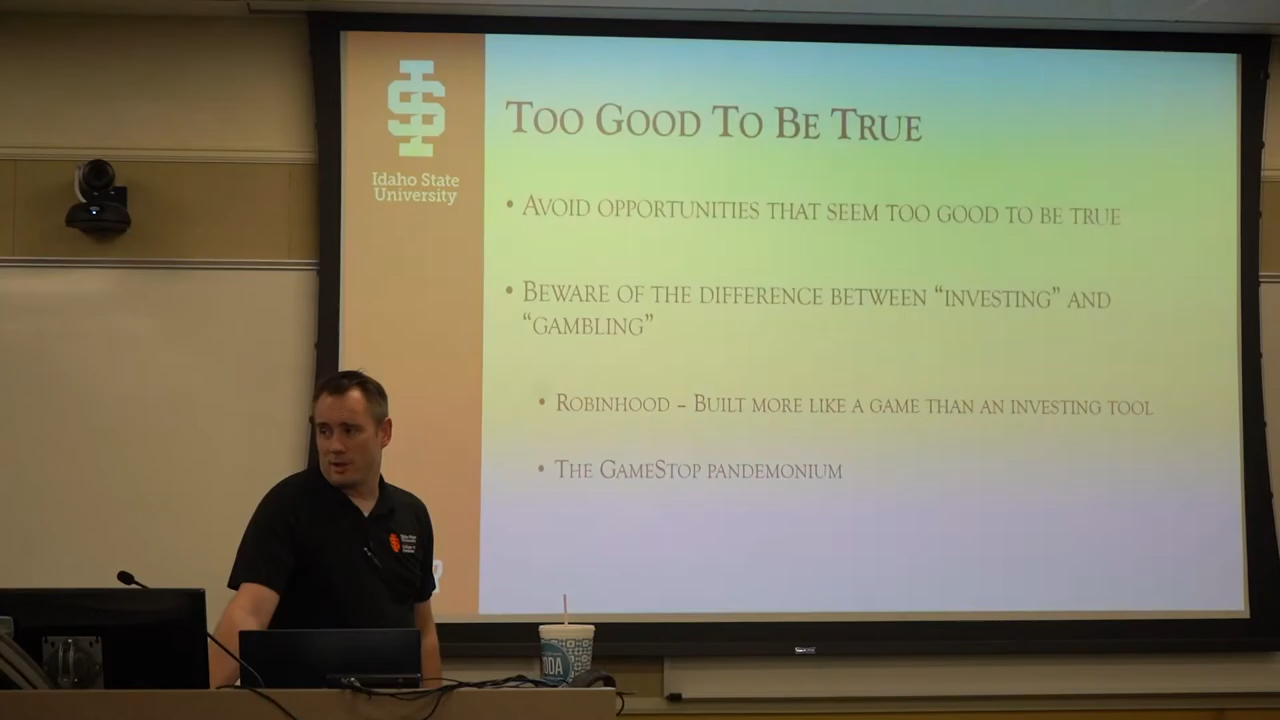 Idaho State
University
TOO GOOD TO BE TRUE
• AVOID OPPORTUNITIES THAT SEEM TOO GOOD TO BE TRUE
• BEWARE OF THE DIFFERENCE BETWEEN “INVESTING” AND
“GAMBLING”
• ROBINHOOD – BUILT MORE LIKE A GAME THAN AN INVESTING TOOL
• THE GAMESTOP PANDEMONIUM